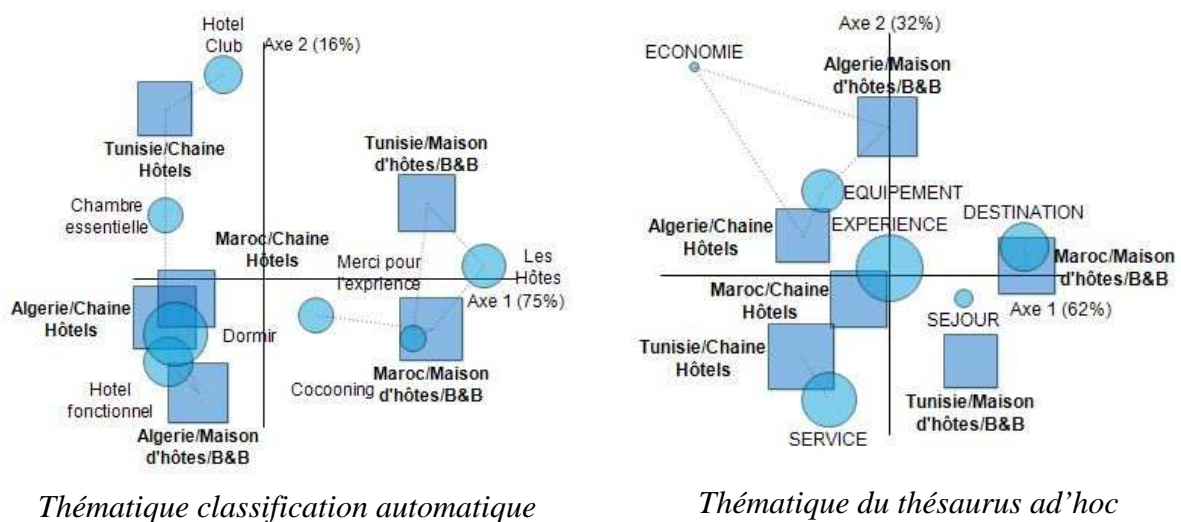 Hotel
Club
Axe 2 (16%)
Tunisie/Chaine
Hôtels
Tunisie/Maison
d'hôtes/B&B
Chambre
essentielle
Maroc/Chaine
Hôtels
Merci pour
l'exprience
Les
Hôtes
Axe 1 (75%)
Algerie/Chaine
Hôtels
Dormir
Maroc/Maison
d'hôtes/B&B
Cocooning
Hotel
fonctionnel
Algerie/Maison
d'hôtes/B&B
Thématique classification automatique
Axe 2 (32%)
ECONOMIE
Algerie/Maison
d'hôtes/B&B
EQUIPEMENT
Algerie/Chaine
Hôtels
EXPERIENCE
DESTINATION
Maroc/Maison
d'hôtes/B&B
Maroc/Chaine
Hôtels
Axe 1 (62%)
SEJOUR
Tunisie/Chaine
Hôtels
Tunisie/Maison
d'hôtes/B&B
SERVICE
Thématique du thésaurus ad'hoc